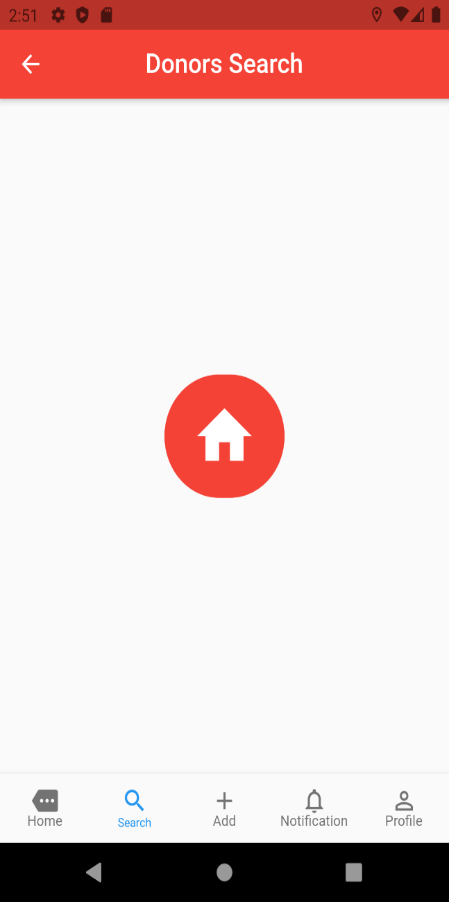 2:51
Donors Search
Home
Search
Add
Notification
Profile